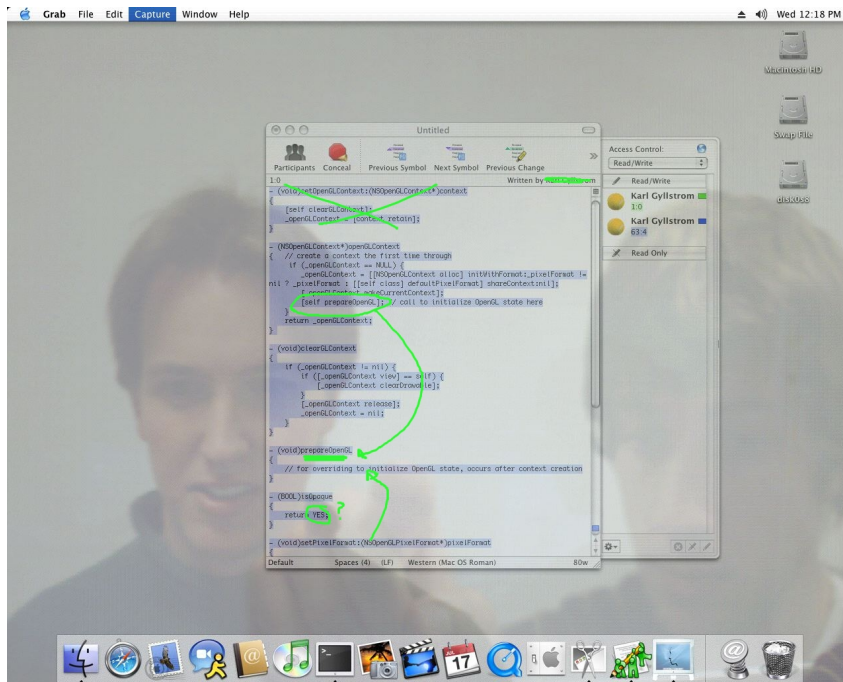 Grab File Edit Capture Window Help Wed 12:18 PM
Macintosh HD
Swap File
disk0s8
Untitled
Participants Conceal Previous Symbol Next Symbol Previous Change
1:0 Written by Karl Gyllstrom
- (void)setOpenGLContext:(NSOpenGLContext*)context
{
[self clearGLContext];
_openGLContext = [context retain];
}
- (NSOpenGLContext*)openGLContext
{ // create a context the first time through
if (_openGLContext == NULL) {
_openGLContext = [[NSOpenGLContext alloc] initWithFormat:_pixelFormat !=
nil ? _pixelFormat : [[self class] defaultPixelFormat] shareContext:nil];
[_openGLContext makeCurrentContext];
[self prepareOpenGL]; // call to initialize OpenGL state here
}
return _openGLContext;
}
- (void)clearGLContext
{
if (_openGLContext != nil) {
if ([_openGLContext view] == self) {
[_openGLContext clearDrawable];
}
[_openGLContext release];
_openGLContext = nil;
}
}
- (void)prepareOpenGL
{
// for overriding to initialize OpenGL state, occurs after context creation
}
- (BOOL)isOpaque
{
return YES; ?
}
- (void)setPixelFormat:(NSOpenGLPixelFormat*)pixelFormat
{
Default Spaces (4) (LF) Western (Mac OS Roman) 80w
Access Control:
Read/Write
Read/Write
Karl Gyllstrom
1:0
Karl Gyllstrom
63:4
Read Only
JUL
17